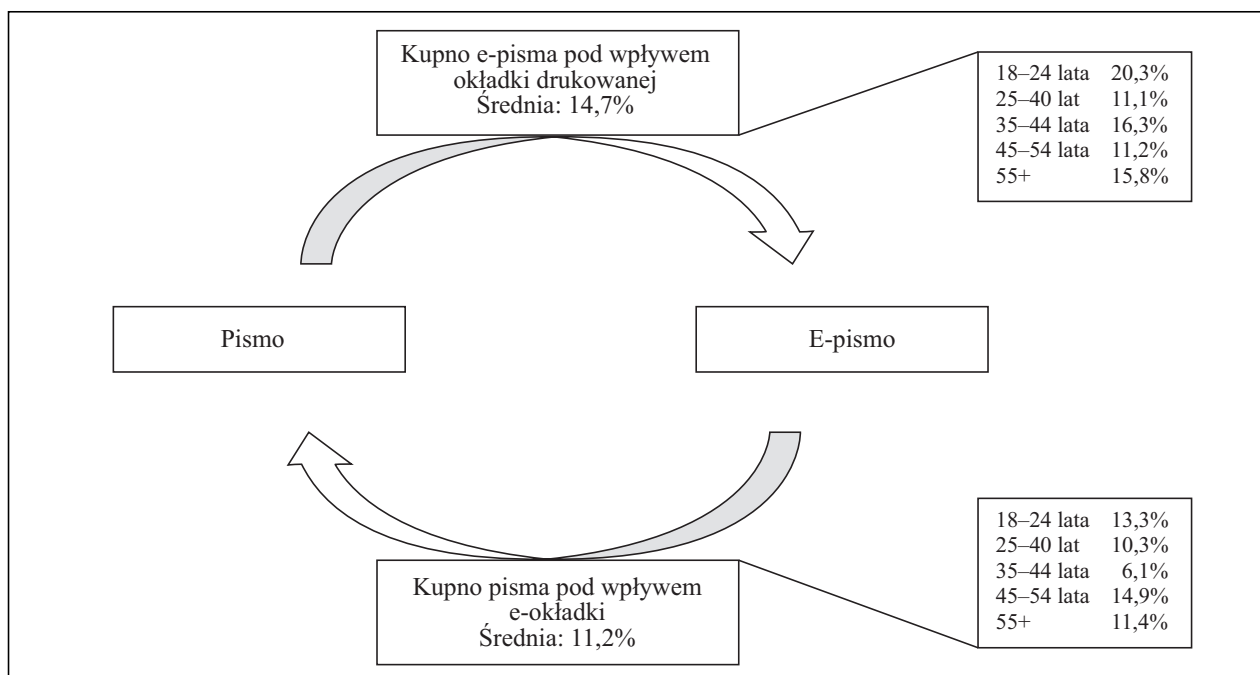 Kupno e-pisma pod wpływem
okładki drukowanej
Średnia: 14,7%
18–24 lata 20,3%
25–40 lat 11,1%
35–44 lata 16,3%
45–54 lata 11,2%
55+ 15,8%
Pismo
E-pismo
Kupno pisma pod wpływem
e-okładki
Średnia: 11,2%
18–24 lata 13,3%
25–40 lat 10,3%
35–44 lata 6,1%
45–54 lata 14,9%
55+ 11,4%